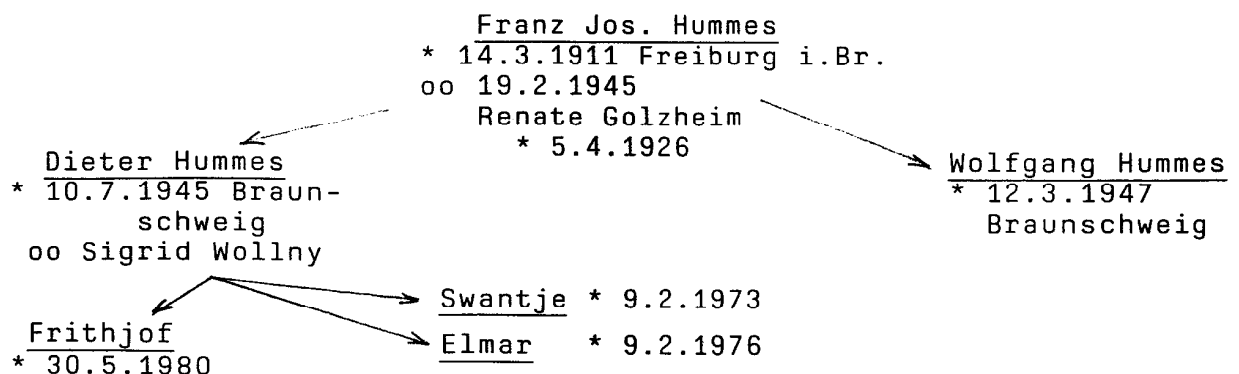 Franz Jos. Hummes
* 14.3.1911 Freiburg i.Br.
oo 19.2.1945
Renate Golzheim
* 5.4.1926
Dieter Hummes
* 10.7.1945 Braun-
schweig
oo Sigrid Wollny
Wolfgang Hummes
* 12.3.1947
Braunschweig
Swantje * 9.2.1973
Elmar * 9.2.1976
Frithjof
* 30.5.1980